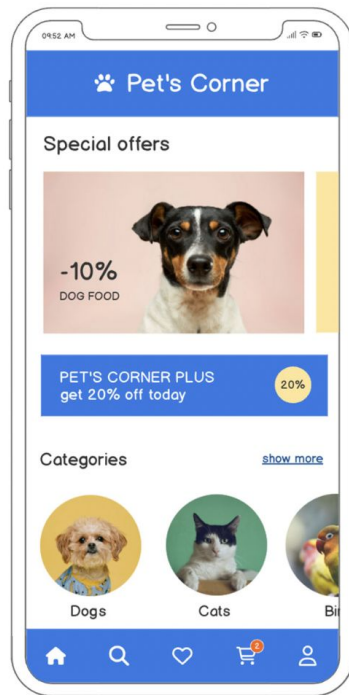 09:52 AM
Pet's Corner
Special offers
-10%
DOG FOOD
PET'S CORNER PLUS
get 20% off today
20%
Categories
show more
Dogs
Cats
Bi
2